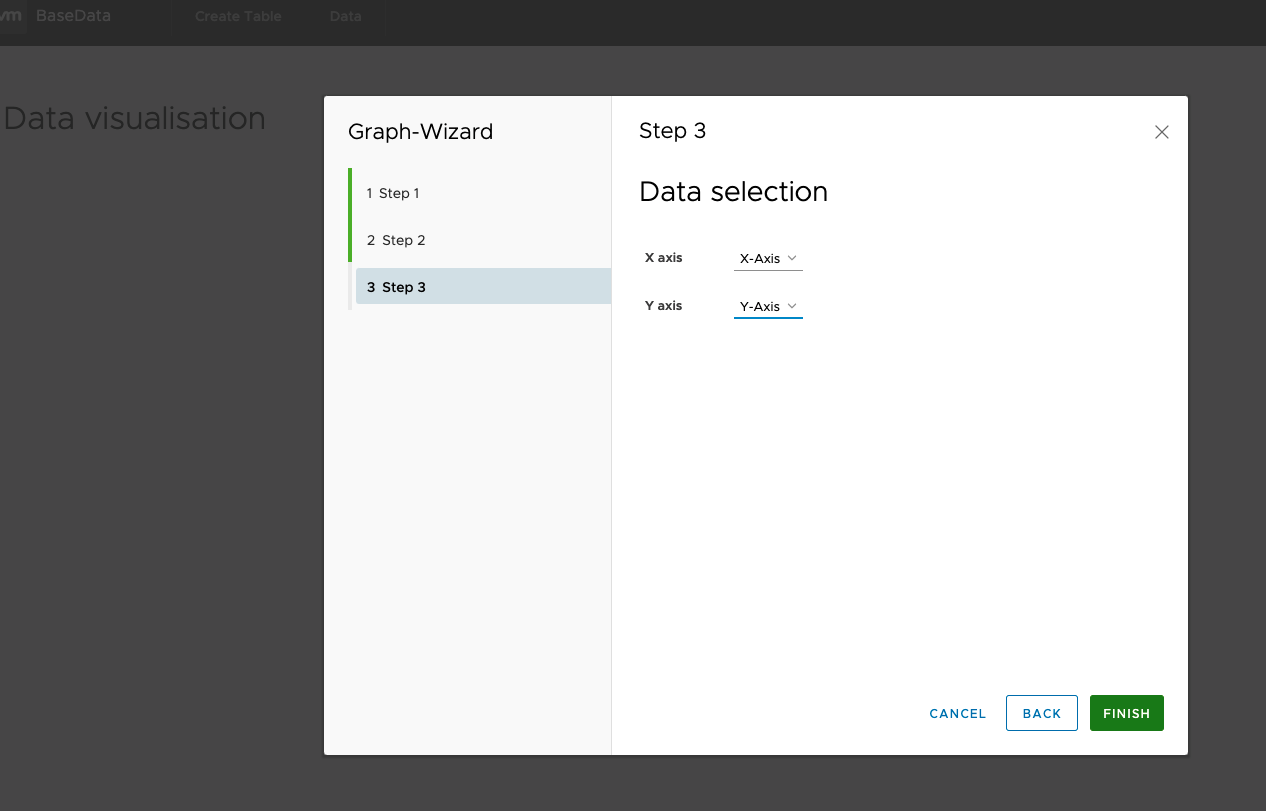 vm BaseData Create Table Data
Data visualisation
Graph-Wizard
1 Step 1
2 Step 2
3 Step 3
Step 3
Data selection
X axis X-Axis
Y axis Y-Axis
CANCEL BACK FINISH